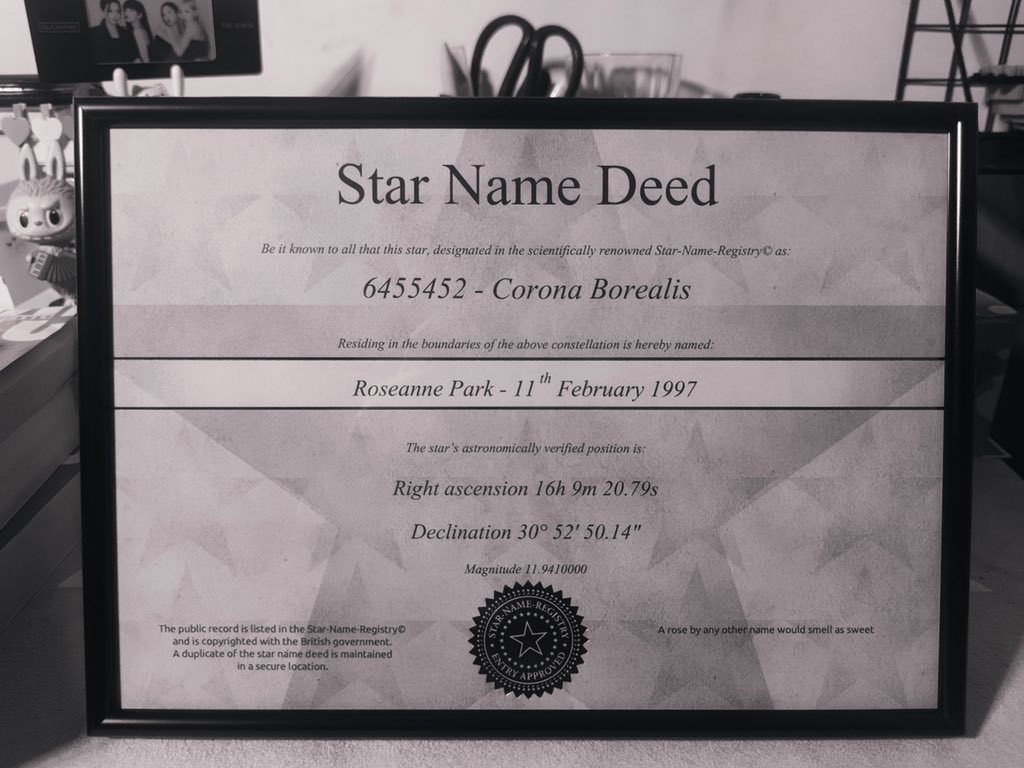 BLACKPINK
Star Name Deed
Be it known to all that this star, designated in the scientifically renowned Star-Name-Registry© as:
6455452 - Corona Borealis
Residing in the boundaries of the above constellation is hereby named:
Roseanne Park - 11th February 1997
The star's astronomically verified position is:
Right ascension 16h 9m 20.79s
Declination 30° 52' 50.14"
Magnitude 11.9410000
The public record is listed in the Star-Name-Registry©
and is copyrighted with the British government.
A duplicate of the star name deed is maintained
in a secure location.
STAR-NAME-REGISTRY
ENTRY APPROVED
A rose by any other name would smell as sweet